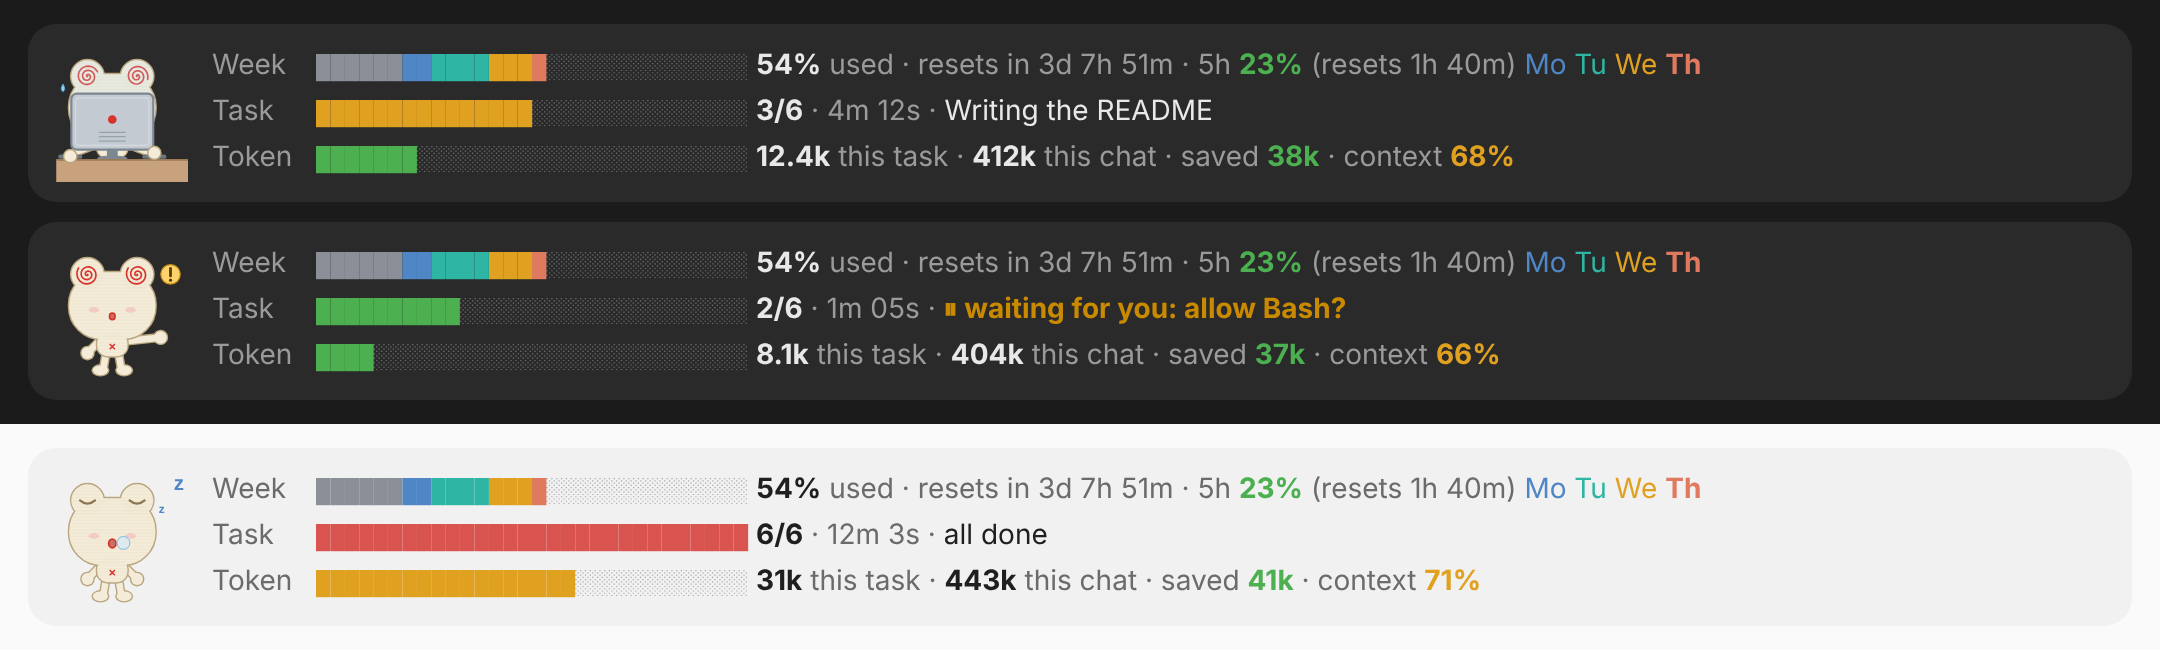 Week 54% used · resets in 3d 7h 51m · 5h 23% (resets 1h 40m) Mo Tu We Th
Task 3/6 · 4m 12s · Writing the README
Token 12.4k this task · 412k this chat · saved 38k · context 68%
!
Week 54% used · resets in 3d 7h 51m · 5h 23% (resets 1h 40m) Mo Tu We Th
Task 2/6 · 1m 05s · waiting for you: allow Bash?
Token 8.1k this task · 404k this chat · saved 37k · context 66%
z
z
Week 54% used · resets in 3d 7h 51m · 5h 23% (resets 1h 40m) Mo Tu We Th
Task 6/6 · 12m 3s · all done
Token 31k this task · 443k this chat · saved 41k · context 71%